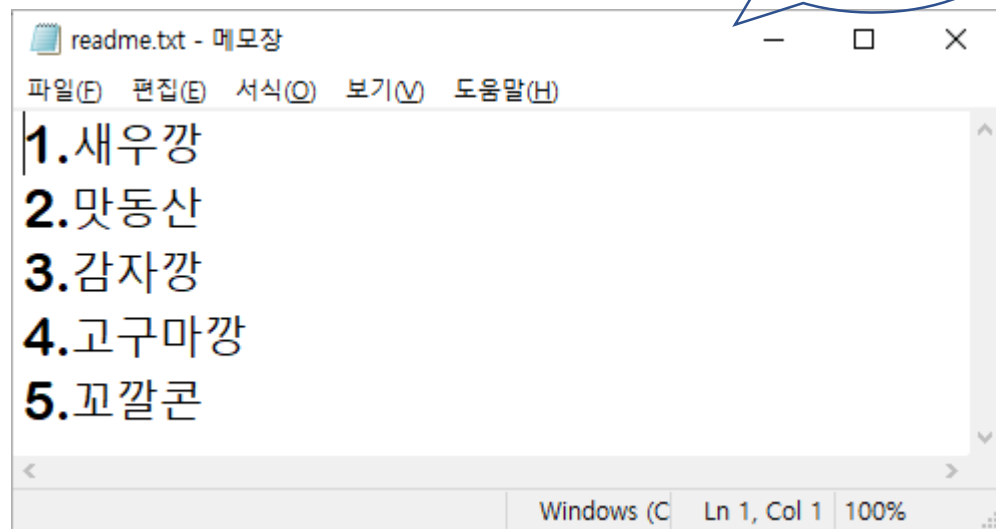 readme.txt - 메모장
파일(F) 편집(E) 서식(O) 보기(V) 도움말(H)
1.새우깡
2.맛동산
3.감자깡
4.고구마깡
5.꼬깔콘
Windows (C Ln 1, Col 1 100%